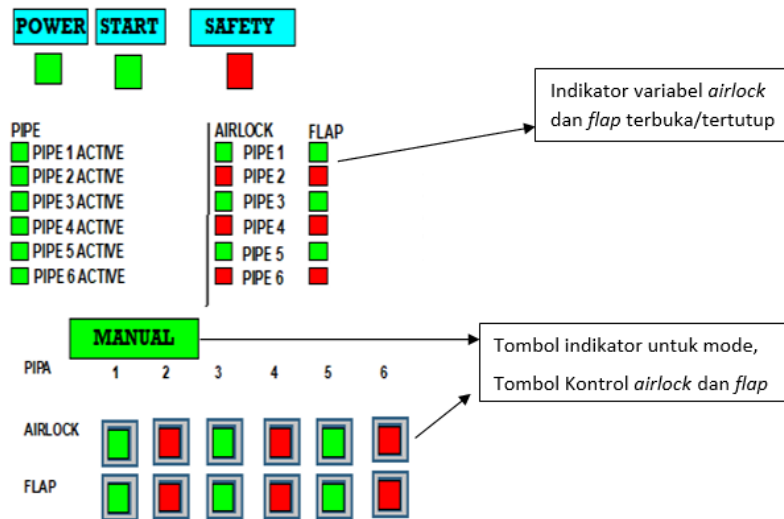 POWER START SAFETY
Indikator variabel airlock
dan flap terbuka/tertutup
PIPE AIRLOCK FLAP
PIPE 1 ACTIVE PIPE 1
PIPE 2 ACTIVE PIPE 2
PIPE 3 ACTIVE PIPE 3
PIPE 4 ACTIVE PIPE 4
PIPE 5 ACTIVE PIPE 5
PIPE 6 ACTIVE PIPE 6
MANUAL
Tombol indikator untuk mode,
Tombol Kontrol airlock dan flap
PIPA 1 2 3 4 5 6
AIRLOCK
FLAP